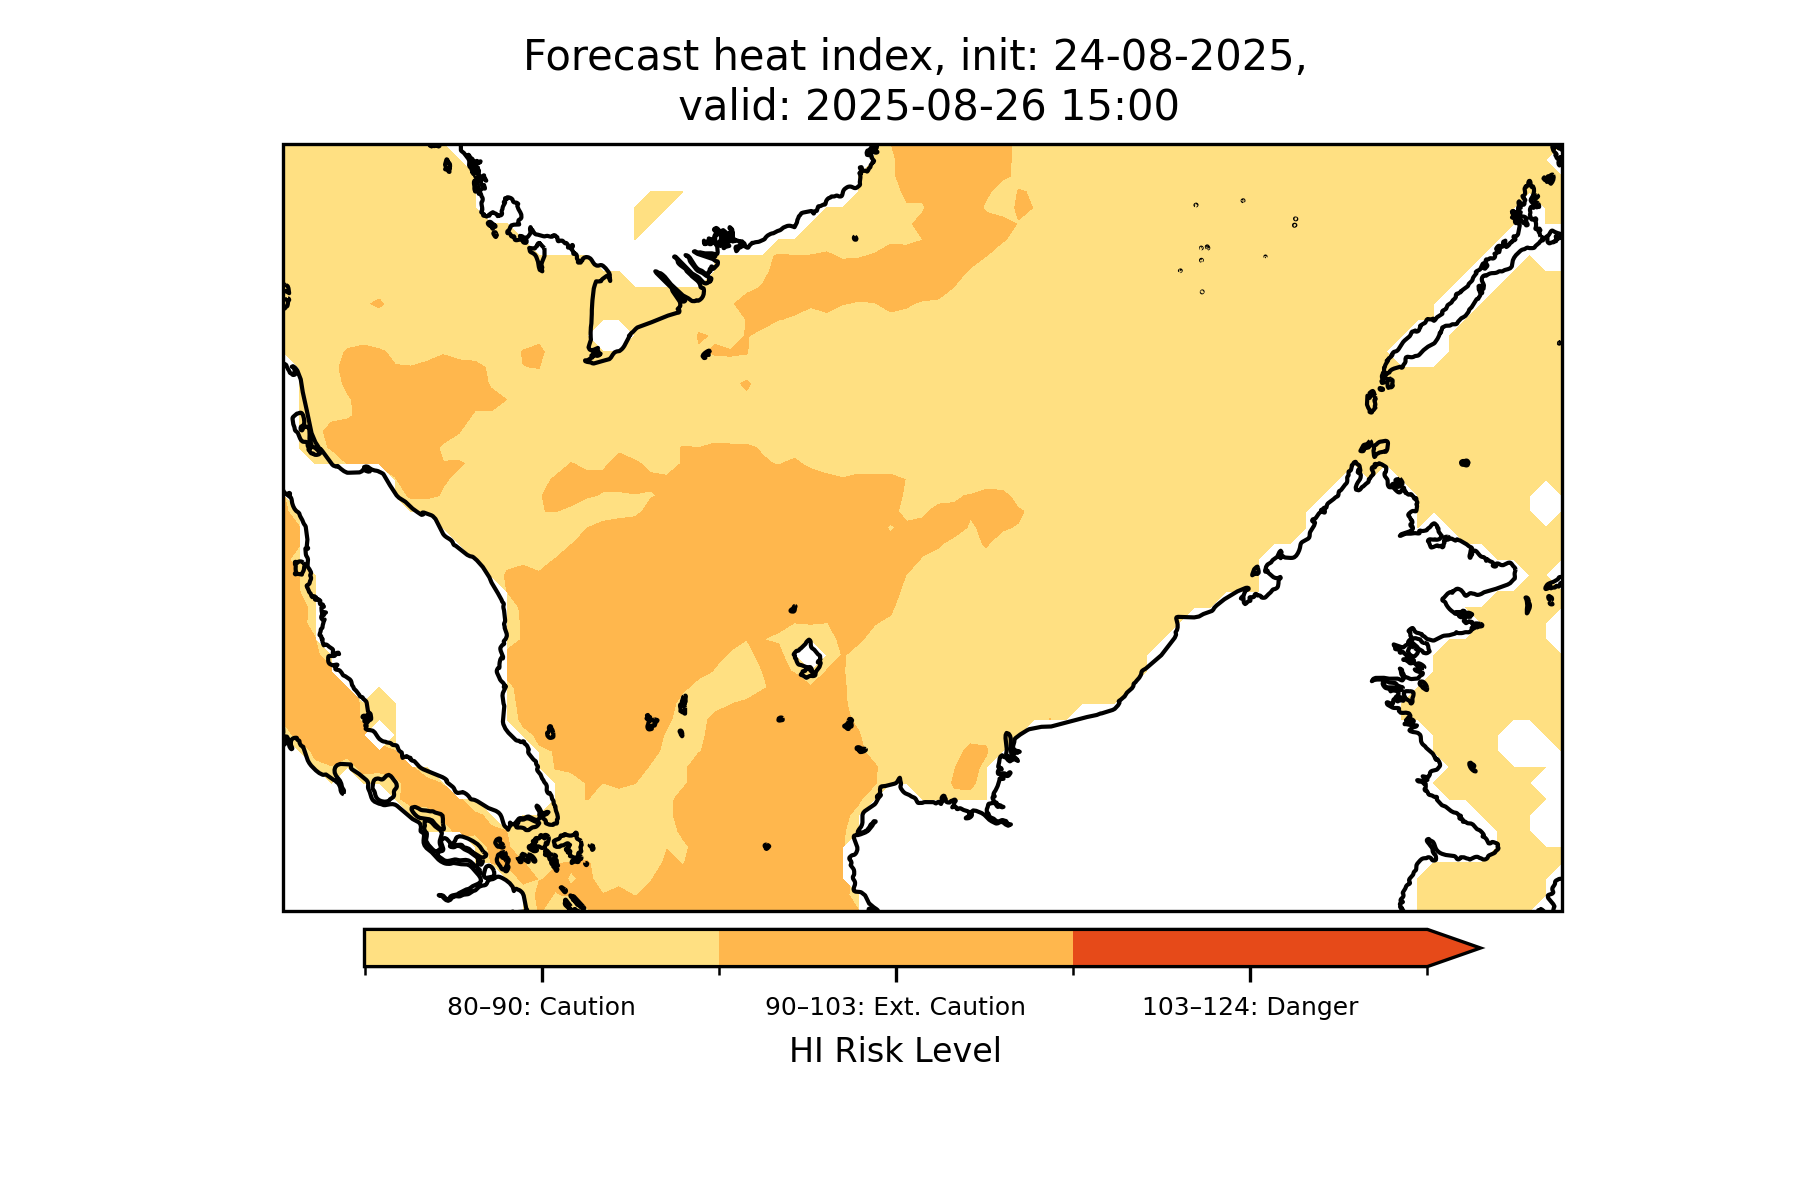 Forecast heat index, init: 24-08-2025,
valid: 2025-08-26 15:00
80–90: Caution
90–103: Ext. Caution
103–124: Danger
HI Risk Level